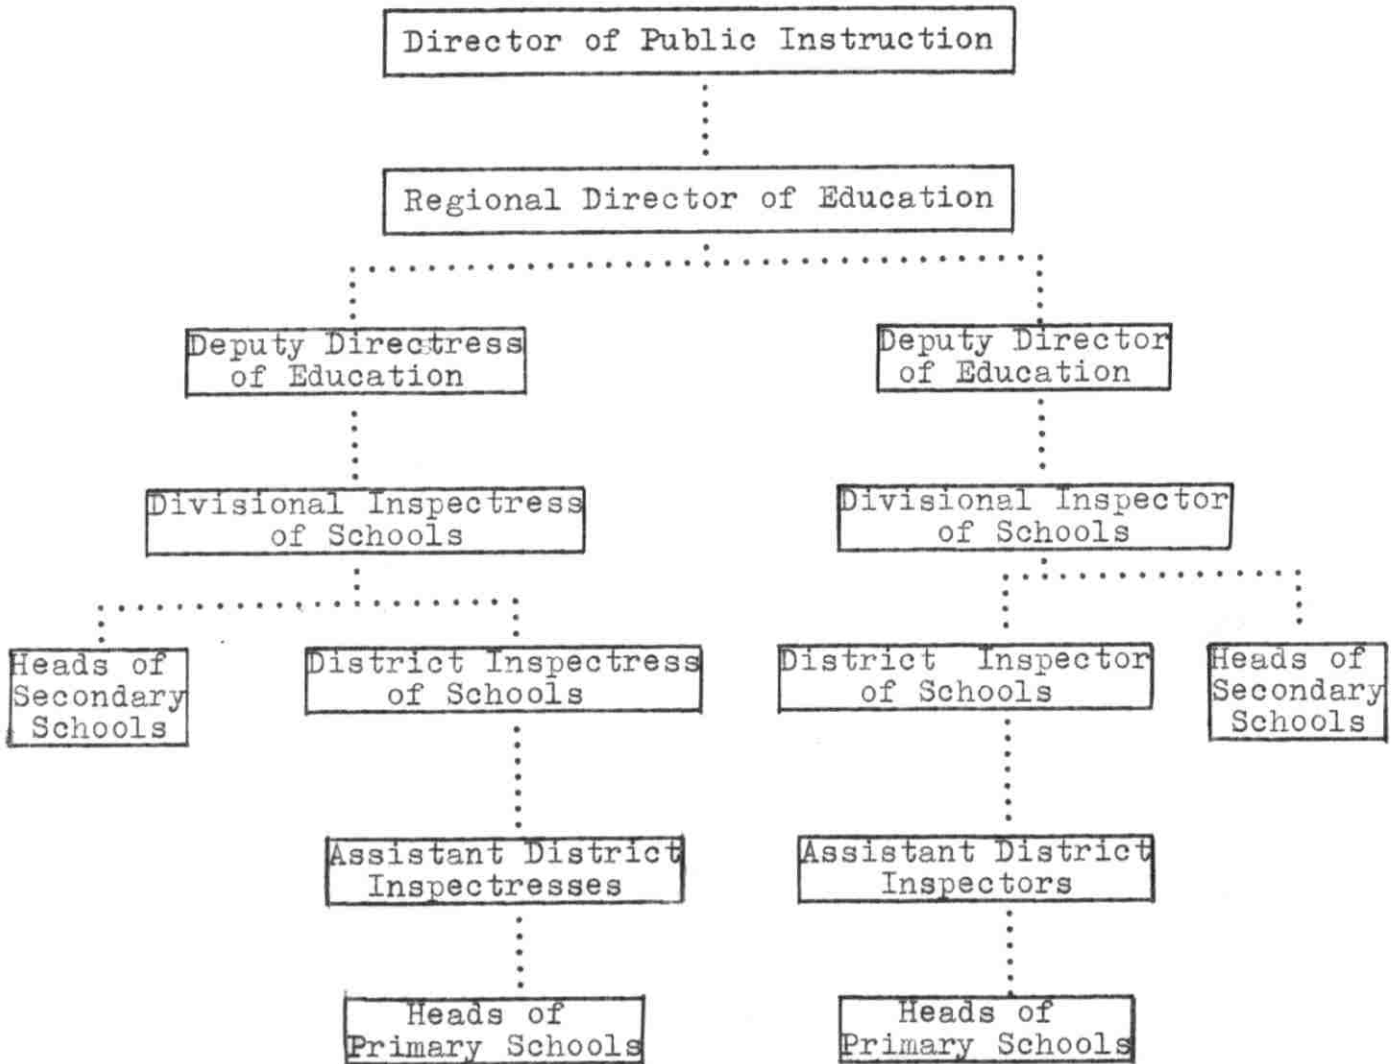 Director of Public Instruction
Regional Director of Education
Deputy Directress
of Education
Deputy Director
of Education
Divisional Inspectress
of Schools
Divisional Inspector
of Schools
Heads of
Secondary
Schools
District Inspectress
of Schools
District Inspector
of Schools
Heads of
Secondary
Schools
Assistant District
Inspectresses
Assistant District
Inspectors
Heads of
Primary Schools
Heads of
Primary Schools